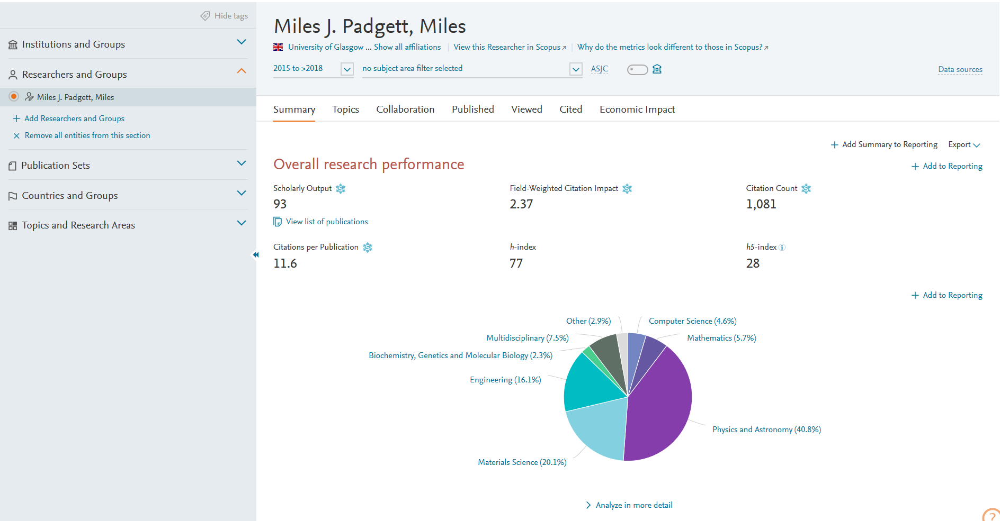 Hide tags
Institutions and Groups
Researchers and Groups
Miles J. Padgett, Miles
Add Researchers and Groups
Remove all entities from this section
Publication Sets
Countries and Groups
Topics and Research Areas
Miles J. Padgett, Miles
University of Glasgow ... Show all affiliations View this Researcher in Scopus Why do the metrics look different to those in Scopus?
2015 to >2018 no subject area filter selected ASJC Data sources
Summary Topics Collaboration Published Viewed Cited Economic Impact
+ Add Summary to Reporting Export
Overall research performance
+ Add to Reporting
Scholarly Output Field-Weighted Citation Impact Citation Count
93 2.37 1,081
View list of publications
Citations per Publication h-index h5-index
11.6 77 28
+ Add to Reporting
Other (2.9%) Computer Science (4.6%)
Multidisciplinary (7.5%) Mathematics (5.7%)
Biochemistry, Genetics and Molecular Biology (2.3%)
Engineering (16.1%)
Physics and Astronomy (40.8%)
Materials Science (20.1%)
Analyze in more detail
?